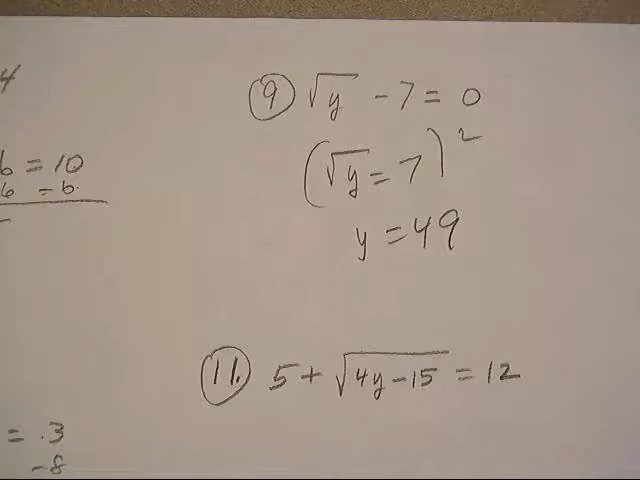 4
6 = 10
6 - 6
⑨ √y - 7 = 0
(√y = 7)²
y = 49
⑪. 5 + √4y-15 = 12
= .3
-8